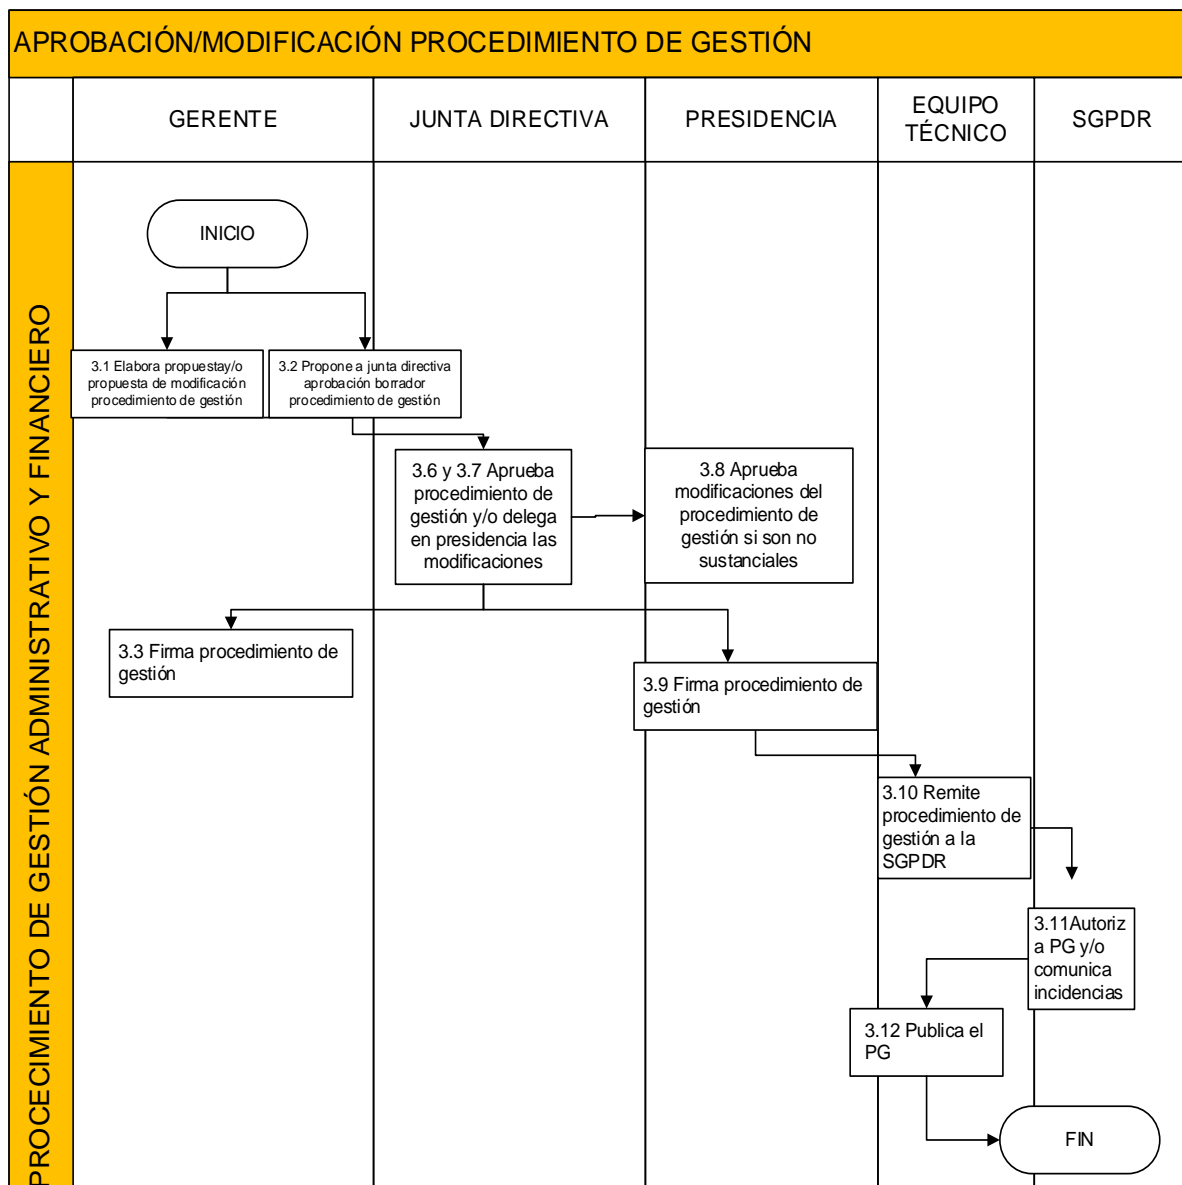 APROBACIÓN/MODIFICACIÓN PROCEDIMIENTO DE GESTIÓN
GERENTE
JUNTA DIRECTIVA
PRESIDENCIA
EQUIPO
TÉCNICO
SGPDR
PROCECIMIENTO DE GESTIÓN ADMINISTRATIVO Y FINANCIERO
INICIO
3.1 Elabora propuestay/o
propuesta de modificación
procedimiento de gestión
3.2 Propone a junta directiva
aprobación borrador
procedimiento de gestión
3.6 y 3.7 Aprueba
procedimiento de
gestión y/o delega
en presidencia las
modificaciones
3.8 Aprueba
modificaciones del
procedimiento de
gestión si son no
sustanciales
3.3 Firma procedimiento de
gestión
3.9 Firma procedimiento de
gestión
3.10 Remite
procedimiento de
gestión a la
SGPDR
3.11Autoriz
a PG y/o
comunica
incidencias
3.12 Publica el
PG
FIN